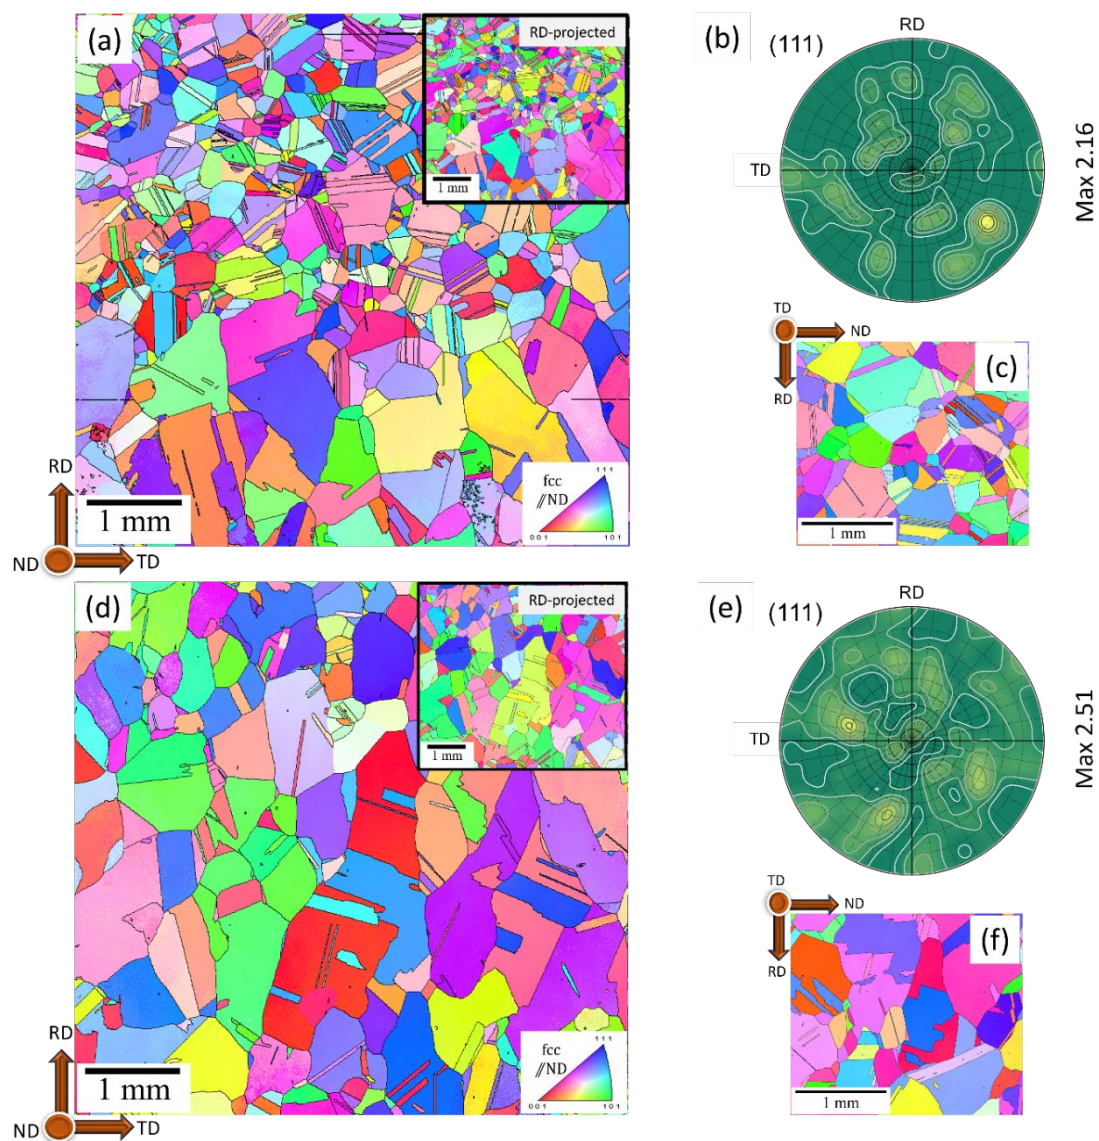 (a)
RD-projected
1 mm
RD
1 mm
ND
TD
fcc
//ND
111
001
101
(b)
(111)
RD
TD
Max 2.16
TD
ND
RD
(c)
1 mm
(d)
RD-projected
1 mm
RD
1 mm
ND
TD
fcc
//ND
111
001
101
(e)
(111)
RD
TD
Max 2.51
TD
ND
RD
(f)
1 mm